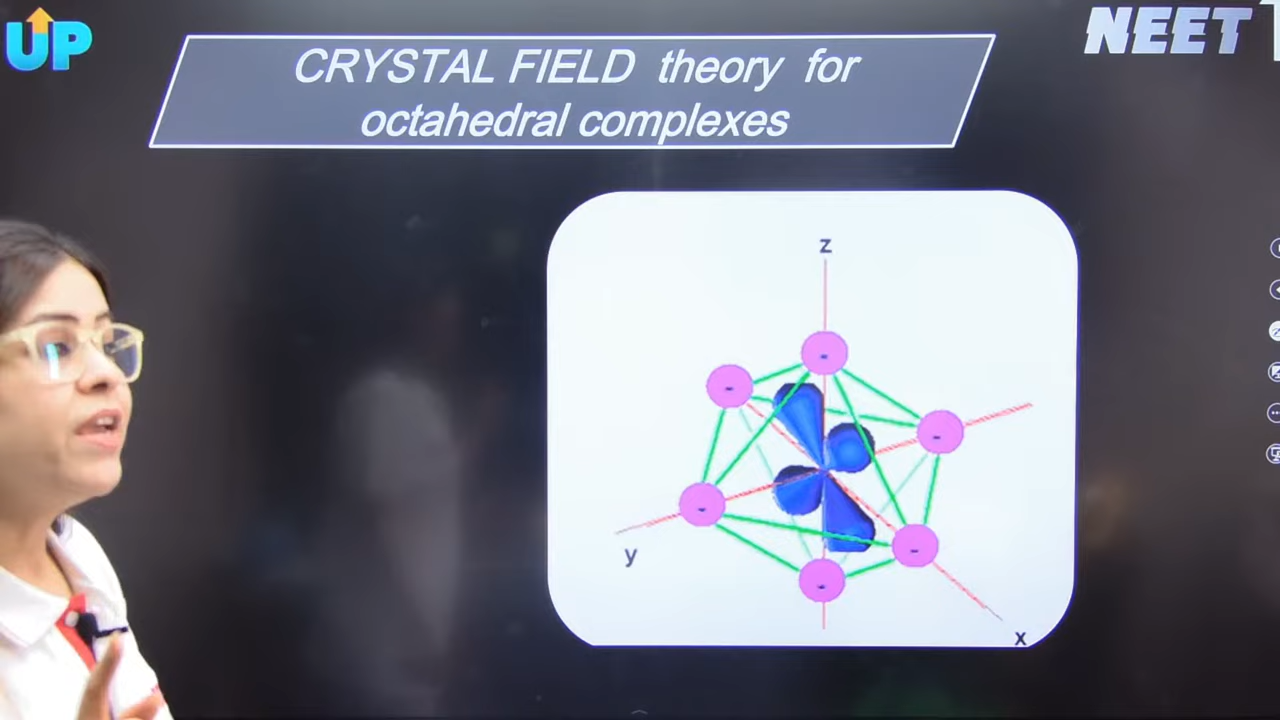 UP
NEET
CRYSTAL FIELD theory for
octahedral complexes
z
-
-
-
-
-
-
y
x